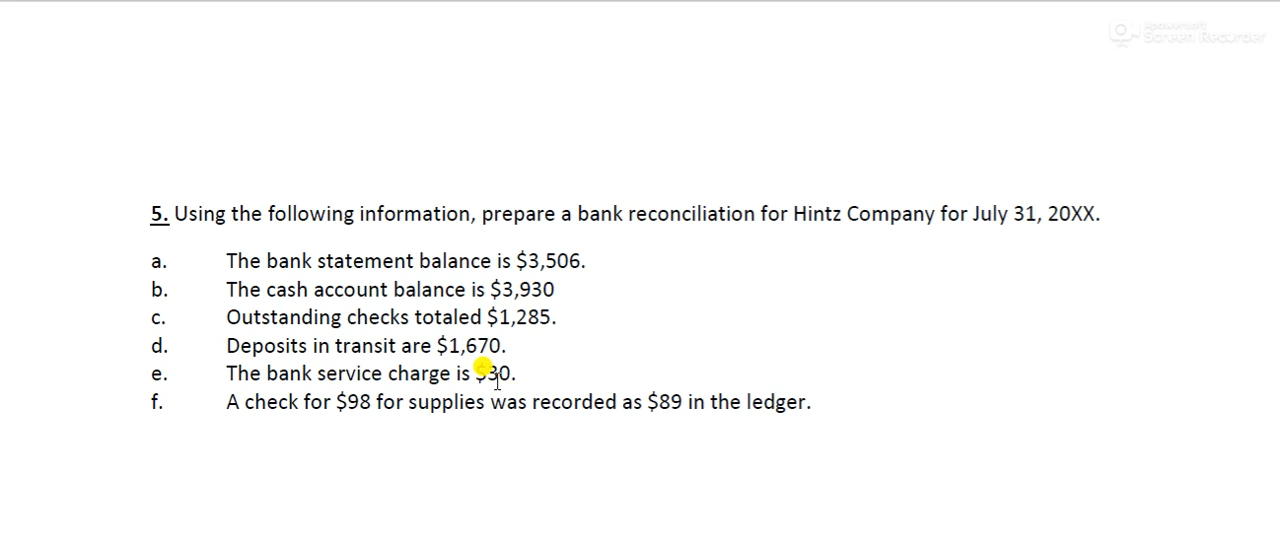 Apowersoft
Screen Recorder
5. Using the following information, prepare a bank reconciliation for Hintz Company for July 31, 20XX.
a. The bank statement balance is $3,506.
b. The cash account balance is $3,930
c. Outstanding checks totaled $1,285.
d. Deposits in transit are $1,670.
e. The bank service charge is $30.
f. A check for $98 for supplies was recorded as $89 in the ledger.